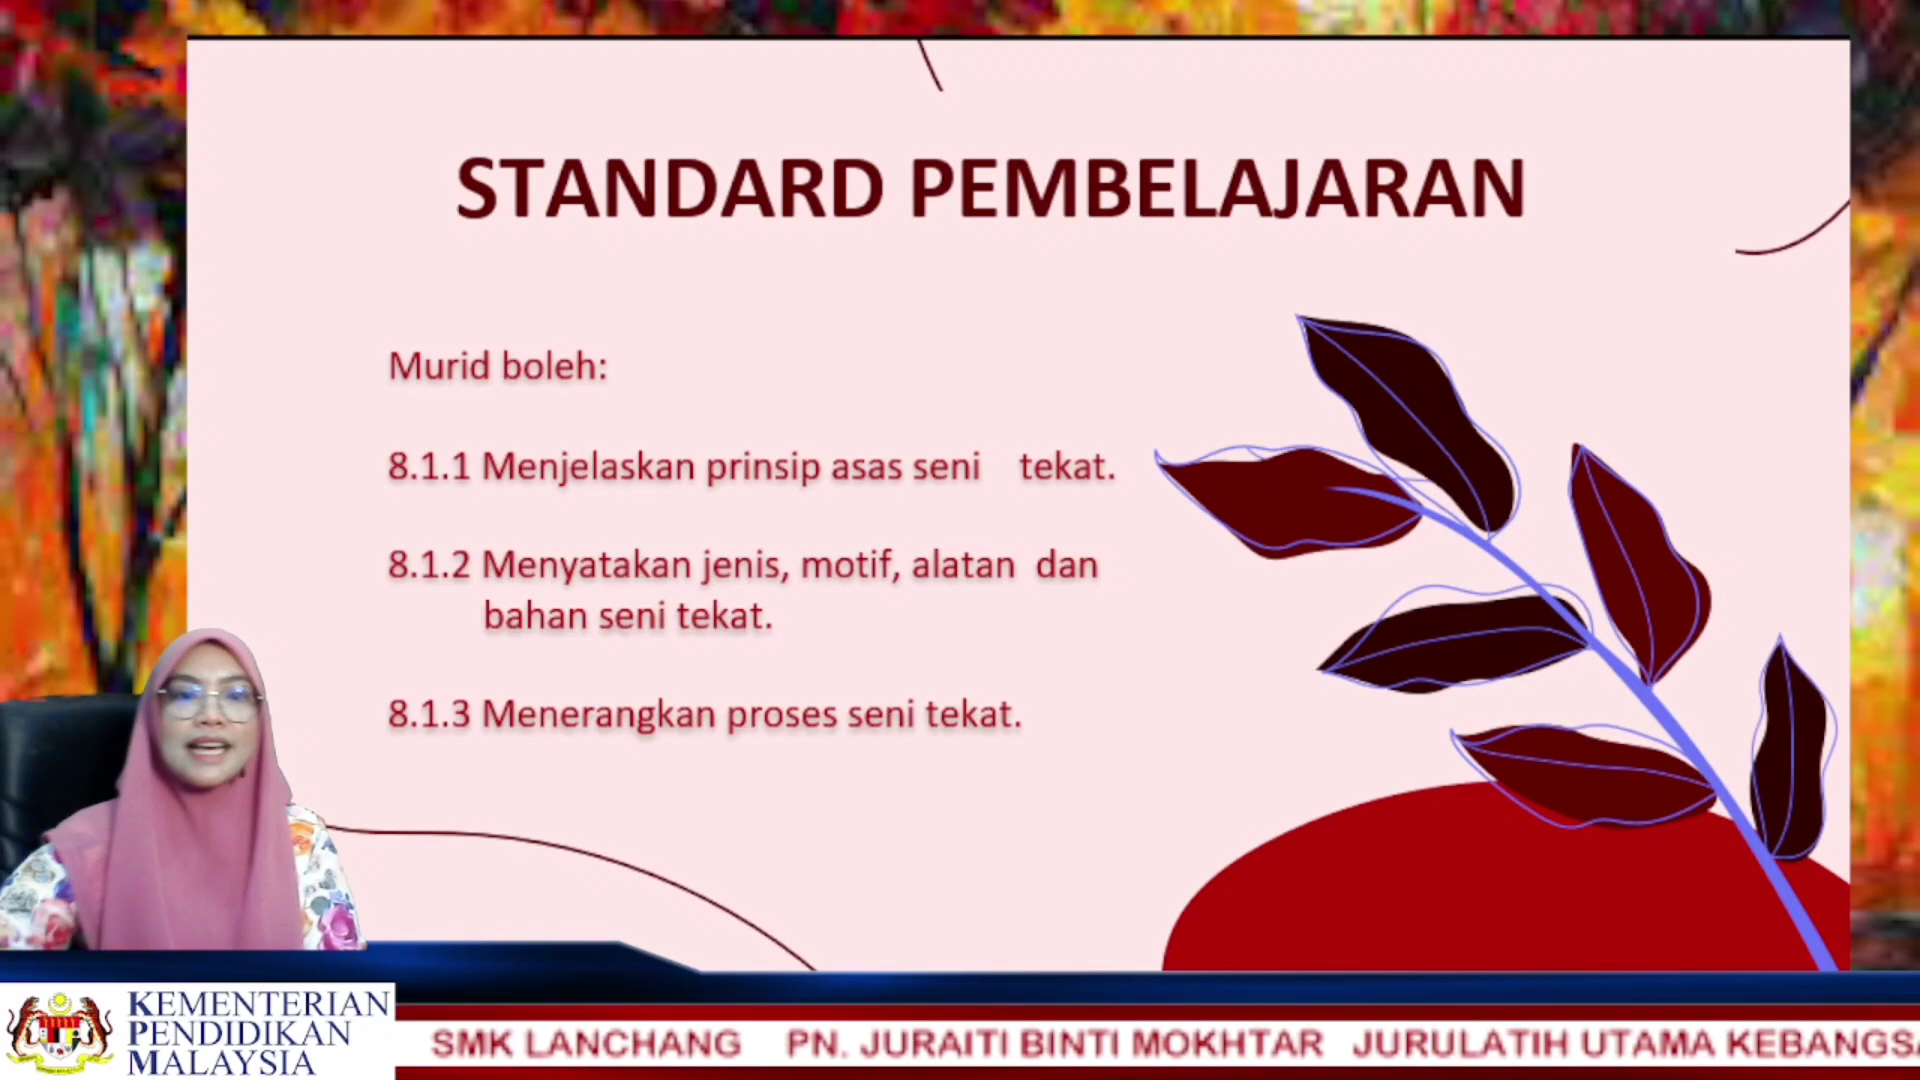 STANDARD PEMBELAJARAN
Murid boleh:
8.1.1 Menjelaskan prinsip asas seni tekat.
8.1.2 Menyatakan jenis, motif, alatan dan
bahan seni tekat.
8.1.3 Menerangkan proses seni tekat.
KEMENTERIAN
PENDIDIKAN
MALAYSIA
SMK LANCHANG PN. JURAITI BINTI MOKHTAR JURULATIH UTAMA